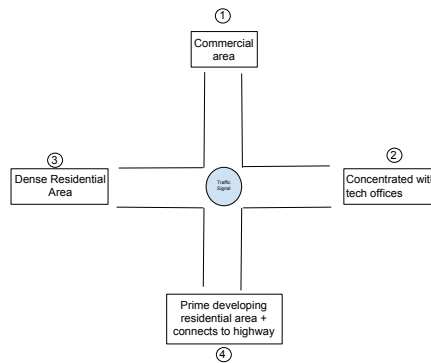 1
Commercial
area
3
Dense Residential
Area
Traffic
Signal
2
Concentrated with
tech offices
Prime developing
residential area +
connects to highway
4